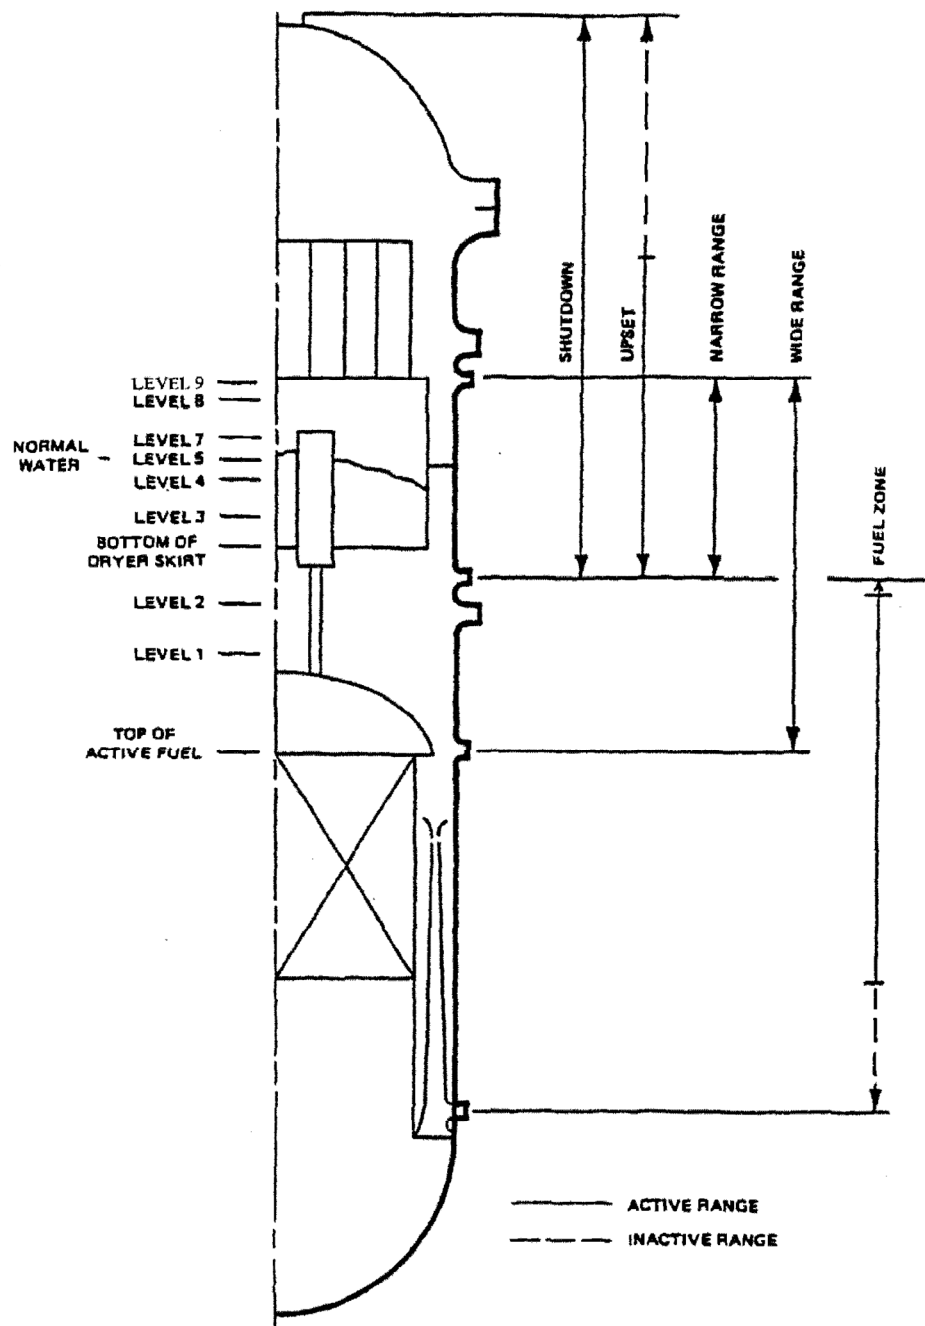 SHUTDOWN
UPSET
NARROW RANGE
WIDE RANGE
FUEL ZONE
LEVEL 9
LEVEL 8
LEVEL 7
NORMAL
WATER
LEVEL 5
LEVEL 4
LEVEL 3
BOTTOM OF
DRYER SKIRT
LEVEL 2
LEVEL 1
TOP OF
ACTIVE FUEL
ACTIVE RANGE
INACTIVE RANGE